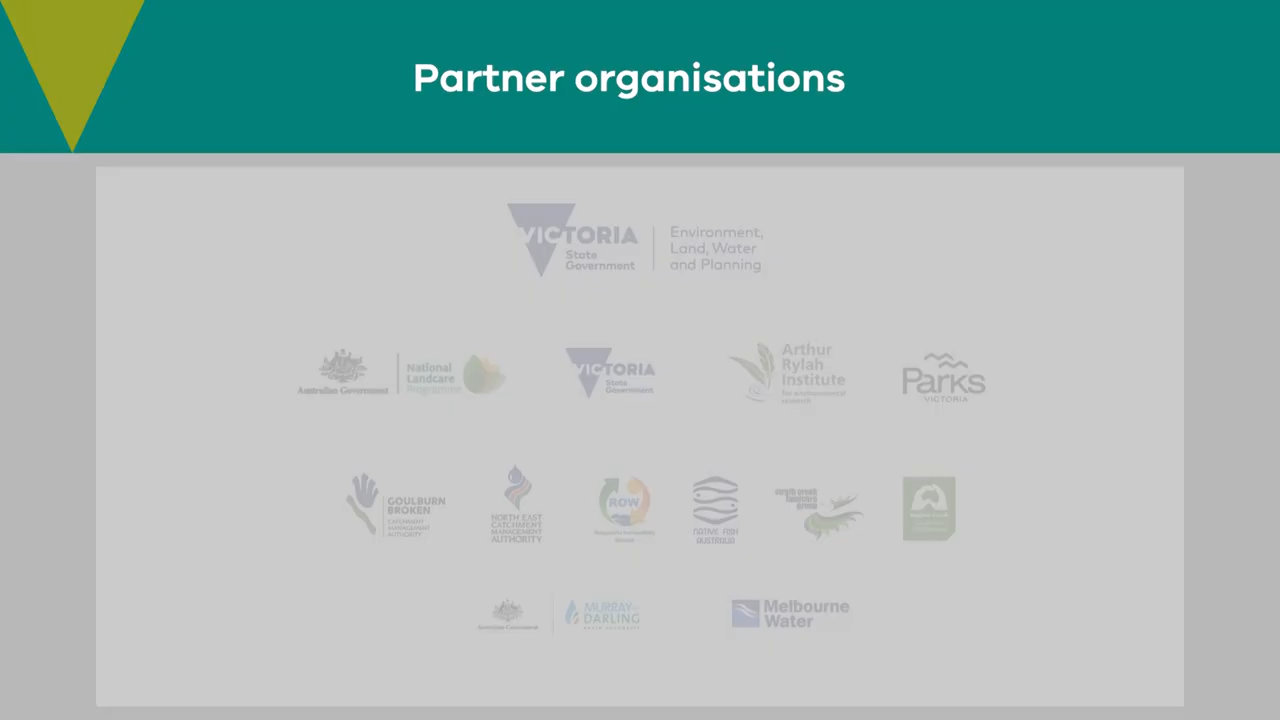 Partner organisations
VICTORIA
State
Government
Environment,
Land, Water
and Planning
Australian Government
National
Landcare
Programme
VICTORIA
State
Government
Arthur
Rylah
Institute
for environmental
research
Parks
VICTORIA
GOULBURN
BROKEN
CATCHMENT
MANAGEMENT
AUTHORITY
NORTH EAST
CATCHMENT
MANAGEMENT
AUTHORITY
ROW
NATIVE FISH
AUSTRALIA
Australian Government
MURRAY
DARLING
BASIN AUTHORITY
Melbourne
Water